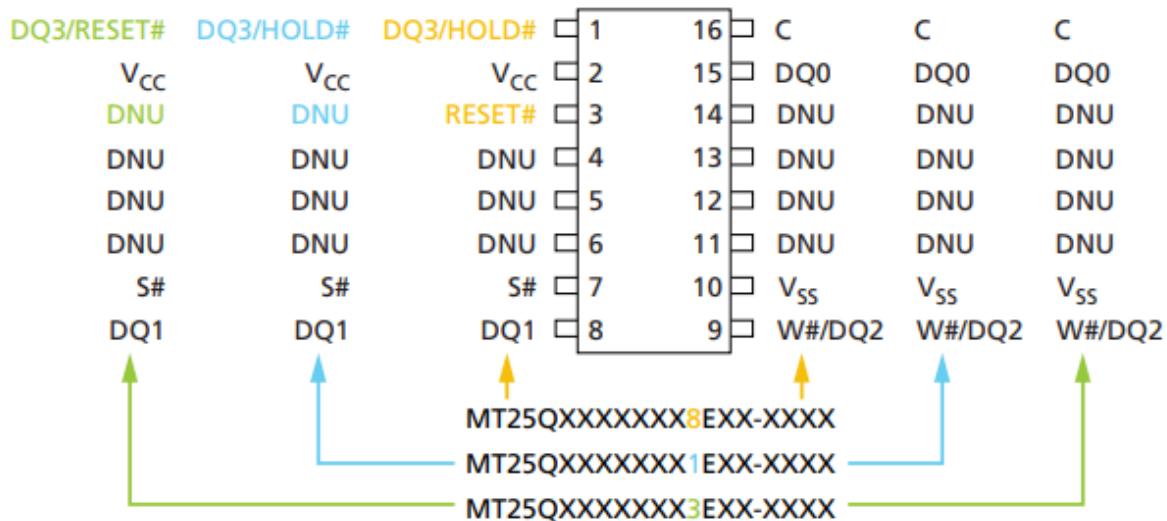 DQ3/RESET# DQ3/HOLD# DQ3/HOLD# 1 16 C C C
VCC VCC VCC 2 15 DQ0 DQ0 DQ0
DNU DNU RESET# 3 14 DNU DNU DNU
DNU DNU DNU 4 13 DNU DNU DNU
DNU DNU DNU 5 12 DNU DNU DNU
DNU DNU DNU 6 11 DNU DNU DNU
S# S# S# 7 10 VSS VSS VSS
DQ1 DQ1 DQ1 8 9 W#/DQ2 W#/DQ2 W#/DQ2
MT25QXXXXXXX8EXX-XXXX
MT25QXXXXXXX1EXX-XXXX
MT25QXXXXXXX3EXX-XXXX